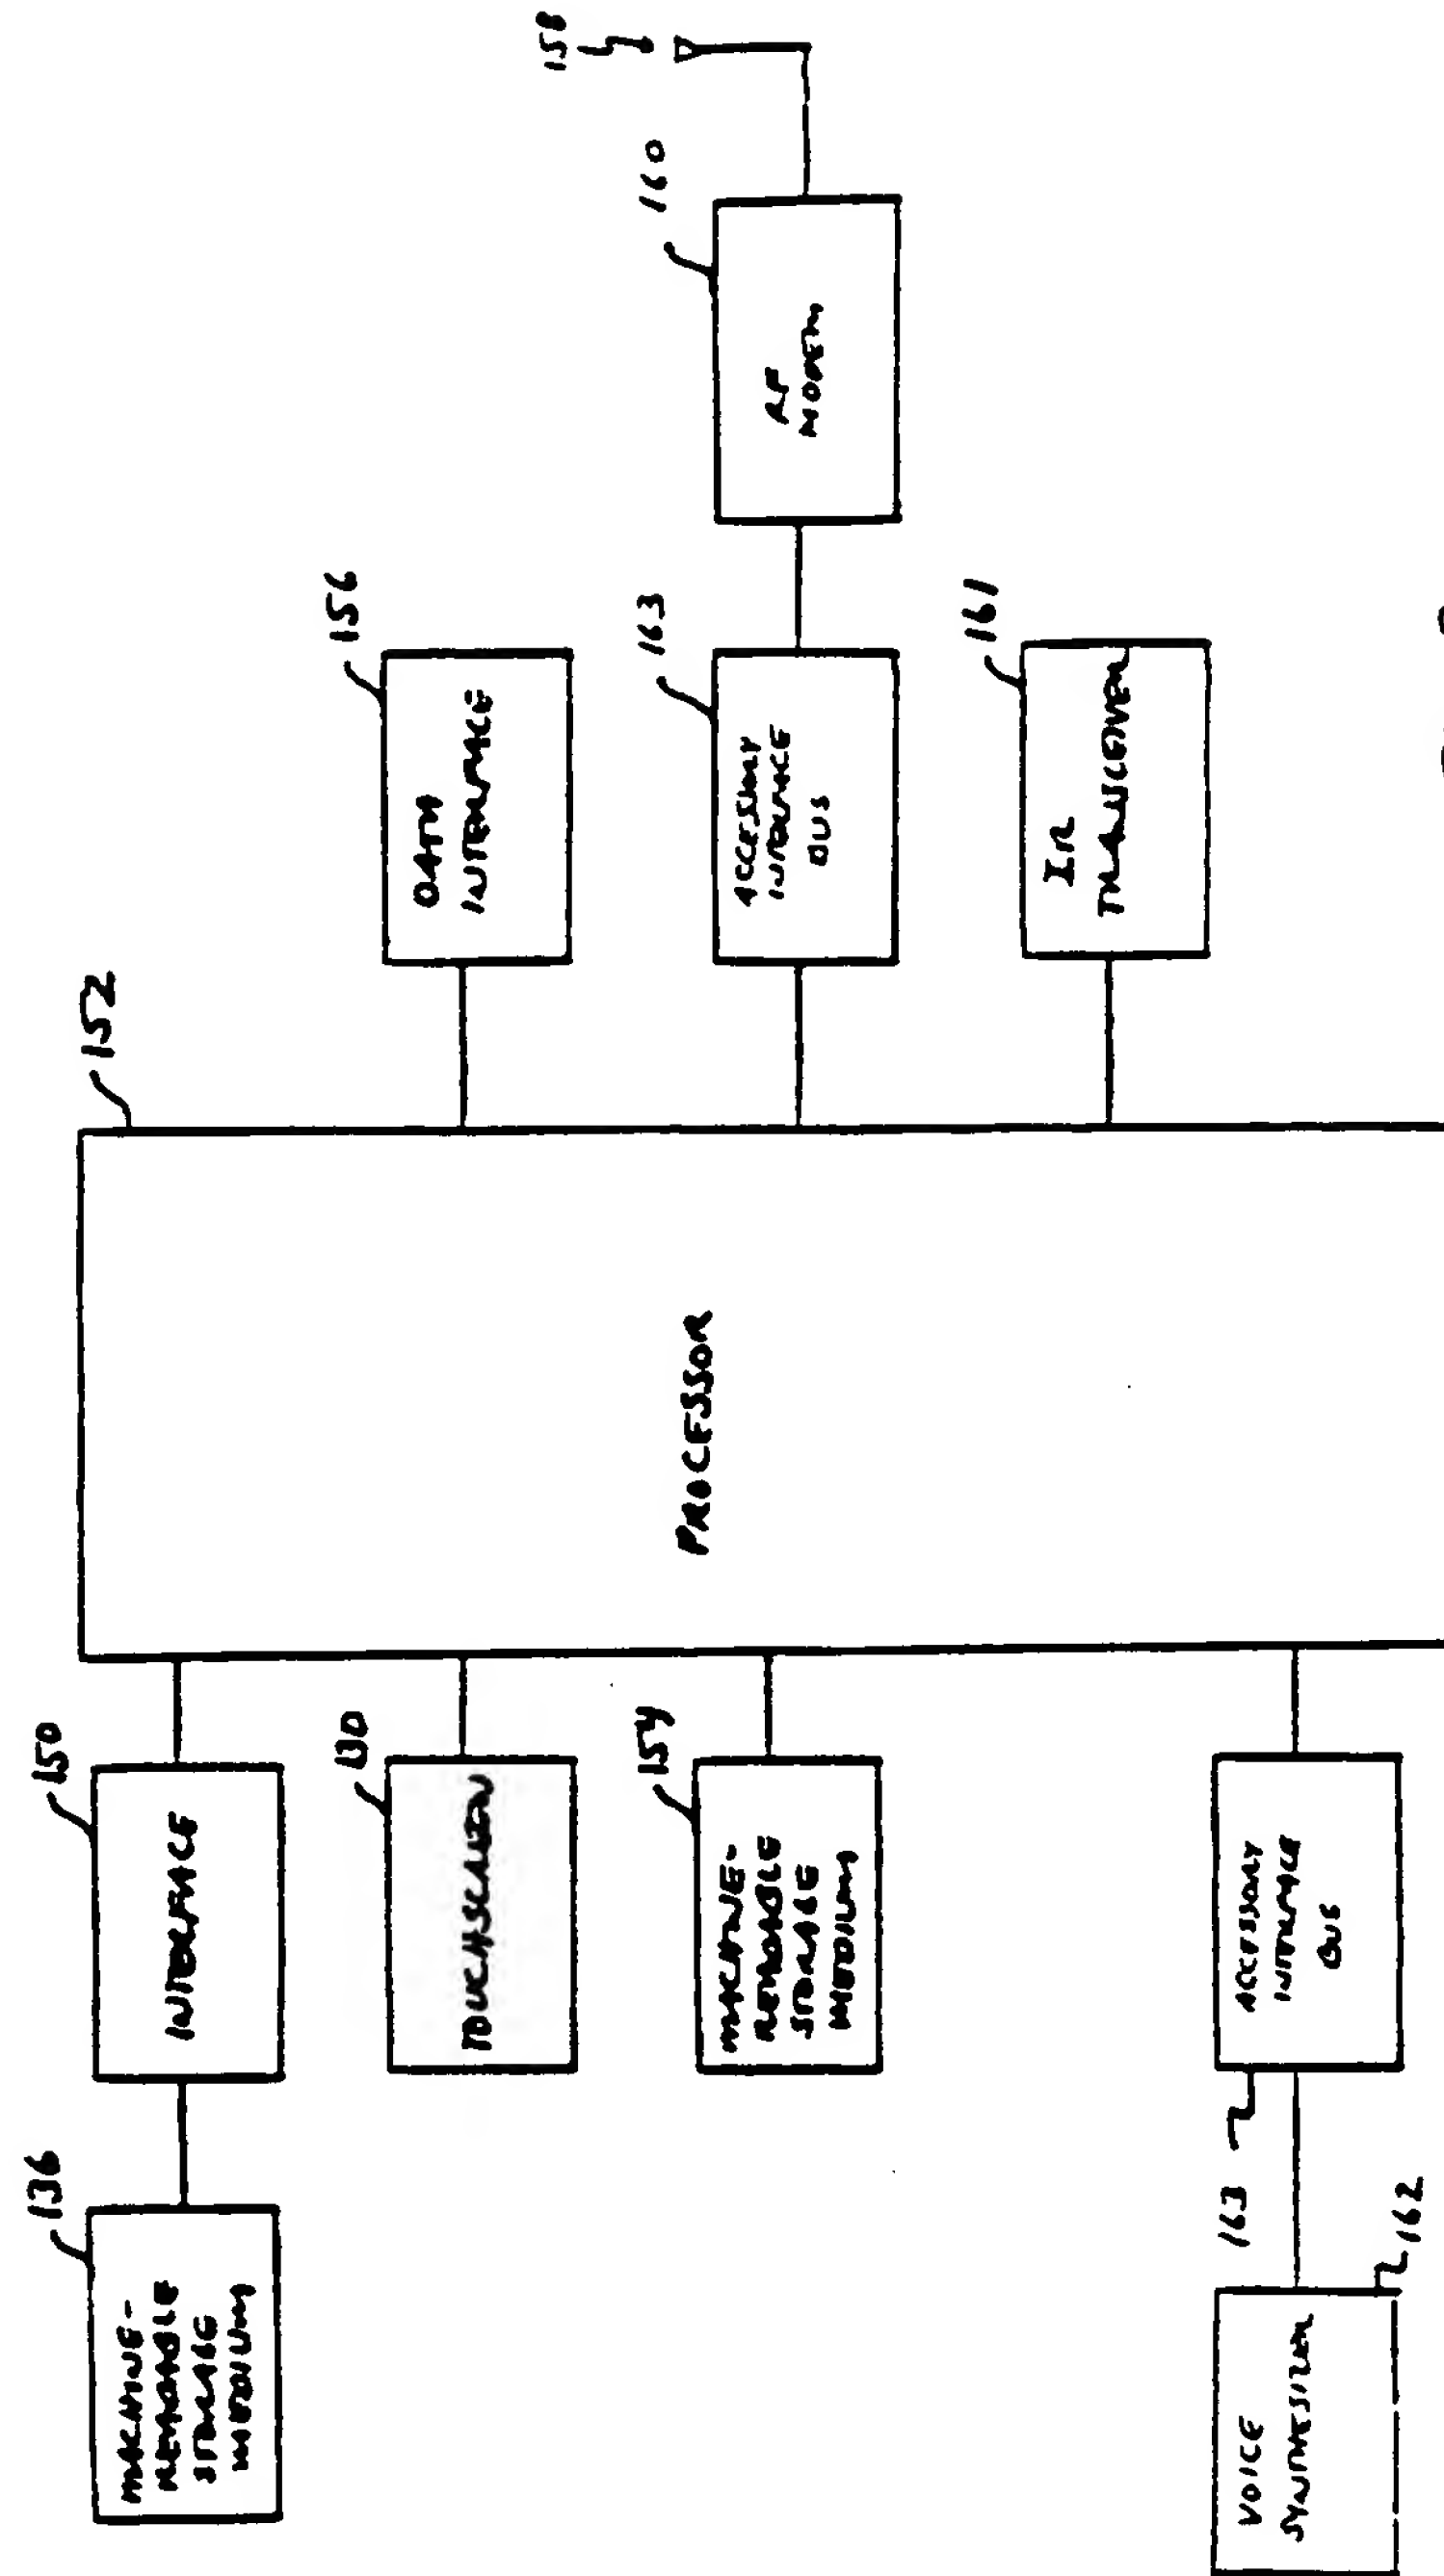 136
MACHINE-
READABLE
STORAGE
MEDIUM
150
INTERFACE
130
TOUCHSCREEN
154
MACHINE-
READABLE
STORAGE
MEDIUM
163
ACCESSORY
INTERFACE
BUS
162
VOICE
SYNTHESIZER
152
PROCESSOR
156
DATA
INTERFACE
163
ACCESSORY
INTERFACE
BUS
160
RF
MODEM
158
161
IR
TRANSCEIVER